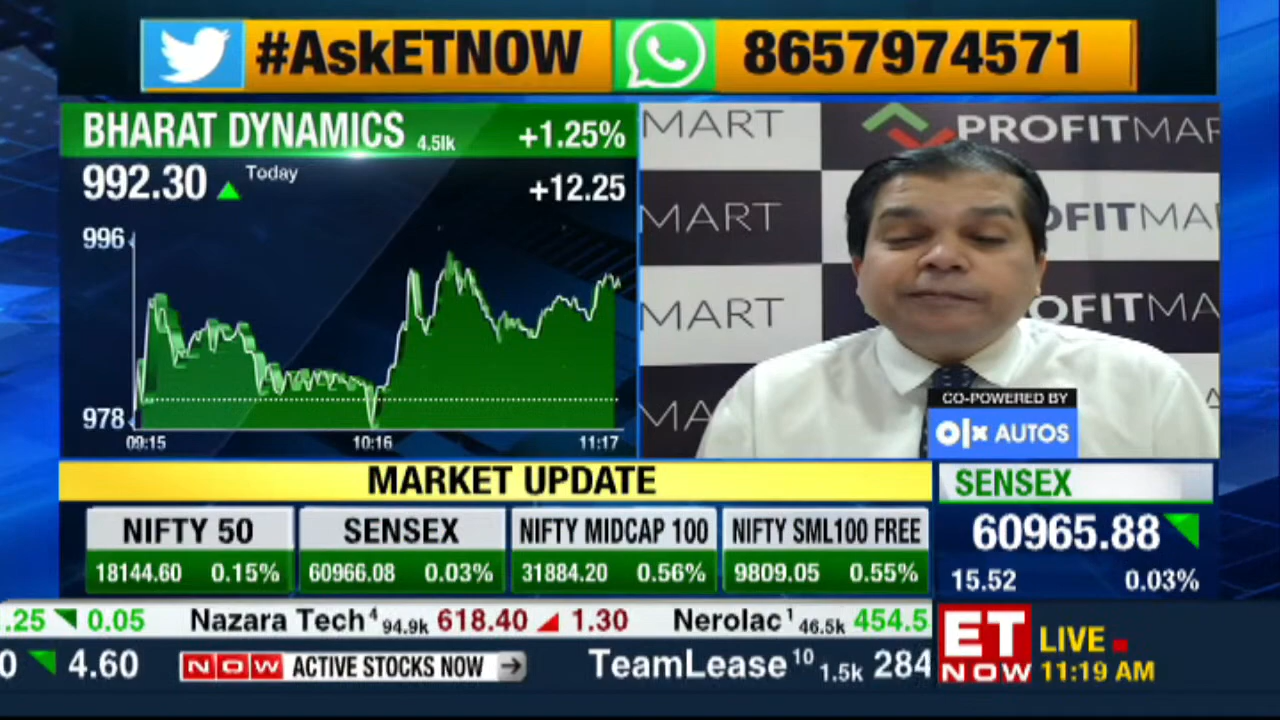 #AskETNOW 8657974571
BHARAT DYNAMICS 4.5lk +1.25%
992.30 Today +12.25
996
978
09:15 10:16 11:17
MART PROFITMAR
MART OFITMA
MART OFITMA
MA
CO-POWERED BY
olx AUTOS
MARKET UPDATE
NIFTY 50 SENSEX NIFTY MIDCAP 100 NIFTY SML100 FREE
18144.60 0.15% 60966.08 0.03% 31884.20 0.56% 9809.05 0.55%
SENSEX
60965.88
15.52 0.03%
.25 0.05 Nazara Tech 4 94.9k 618.40 1.30 Nerolac 1 46.5k 454.5
0 4.60 NOW ACTIVE STOCKS NOW TeamLease 10 1.5k 284
ET NOW
LIVE
11:19 AM